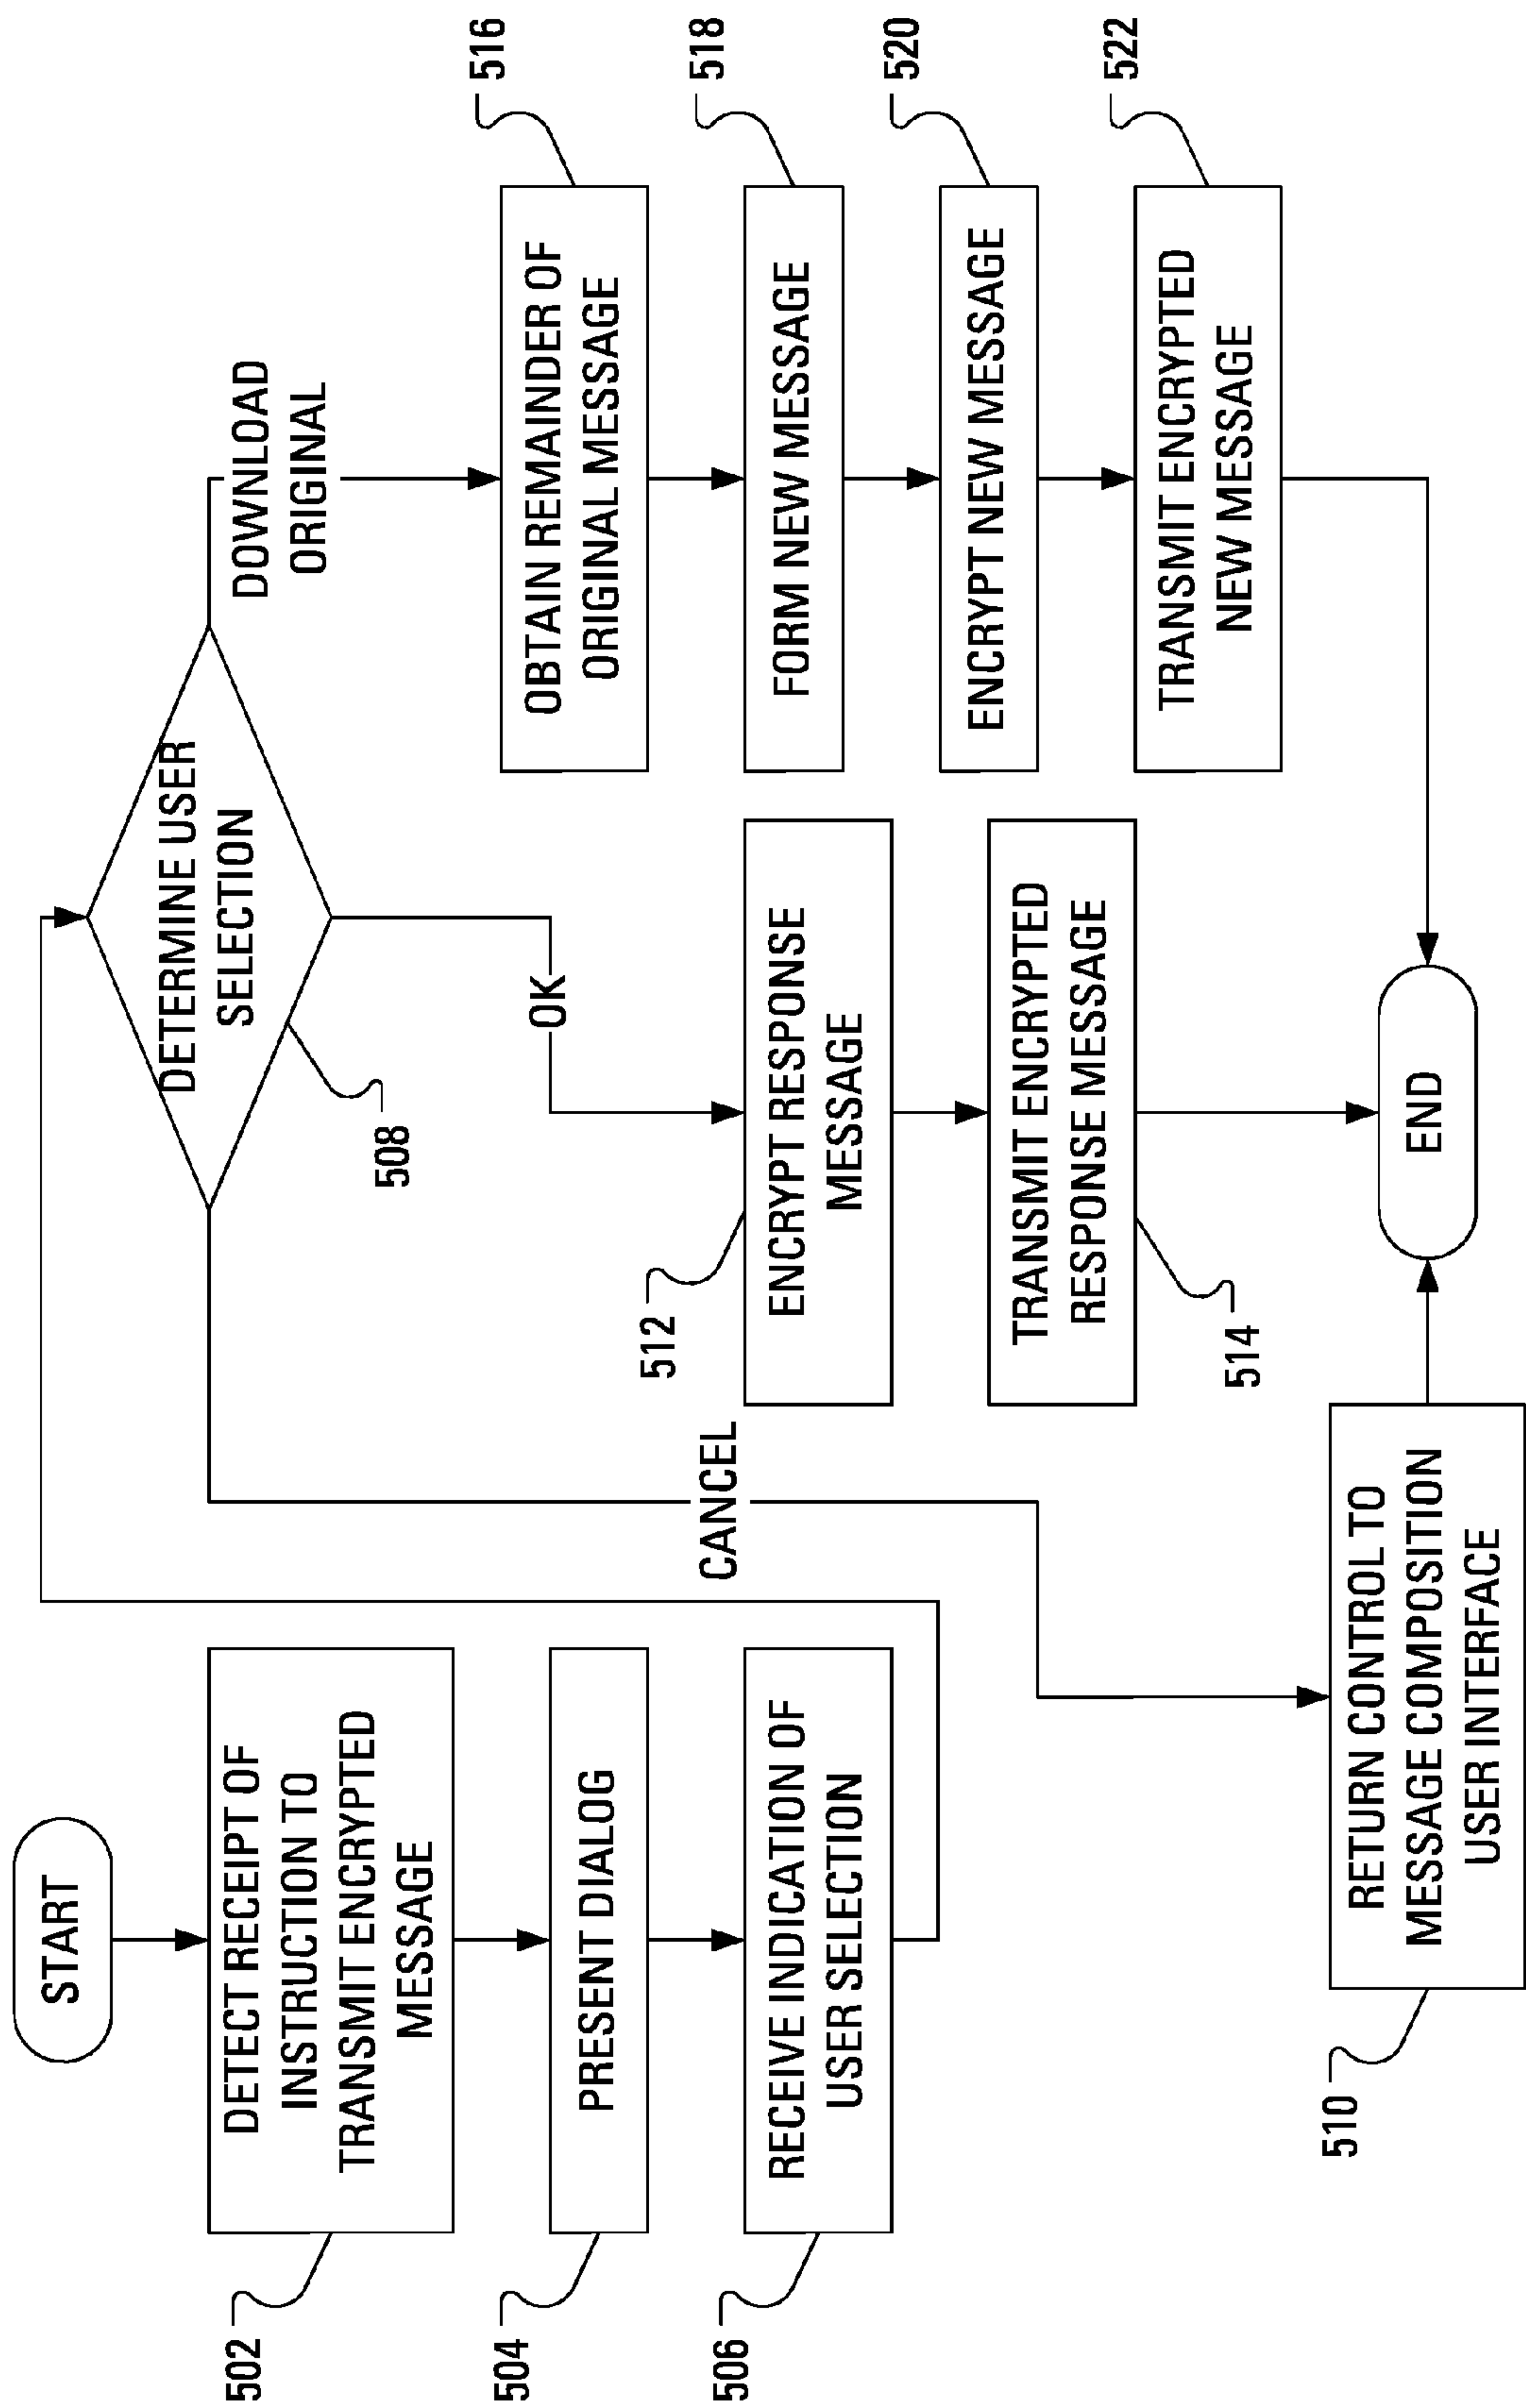 START
502
DETECT RECEIPT OF
INSTRUCTION TO
TRANSMIT ENCRYPTED
MESSAGE
504
PRESENT DIALOG
506
RECEIVE INDICATION OF
USER SELECTION
DETERMINE USER
SELECTION
508
CANCEL
510
RETURN CONTROL TO
MESSAGE COMPOSITION
USER INTERFACE
OK
512
ENCRYPT RESPONSE
MESSAGE
TRANSMIT ENCRYPTED
RESPONSE MESSAGE
514
DOWNLOAD
ORIGINAL
OBTAIN REMAINDER OF
ORIGINAL MESSAGE
516
FORM NEW MESSAGE
518
ENCRYPT NEW MESSAGE
520
TRANSMIT ENCRYPTED
NEW MESSAGE
522
END